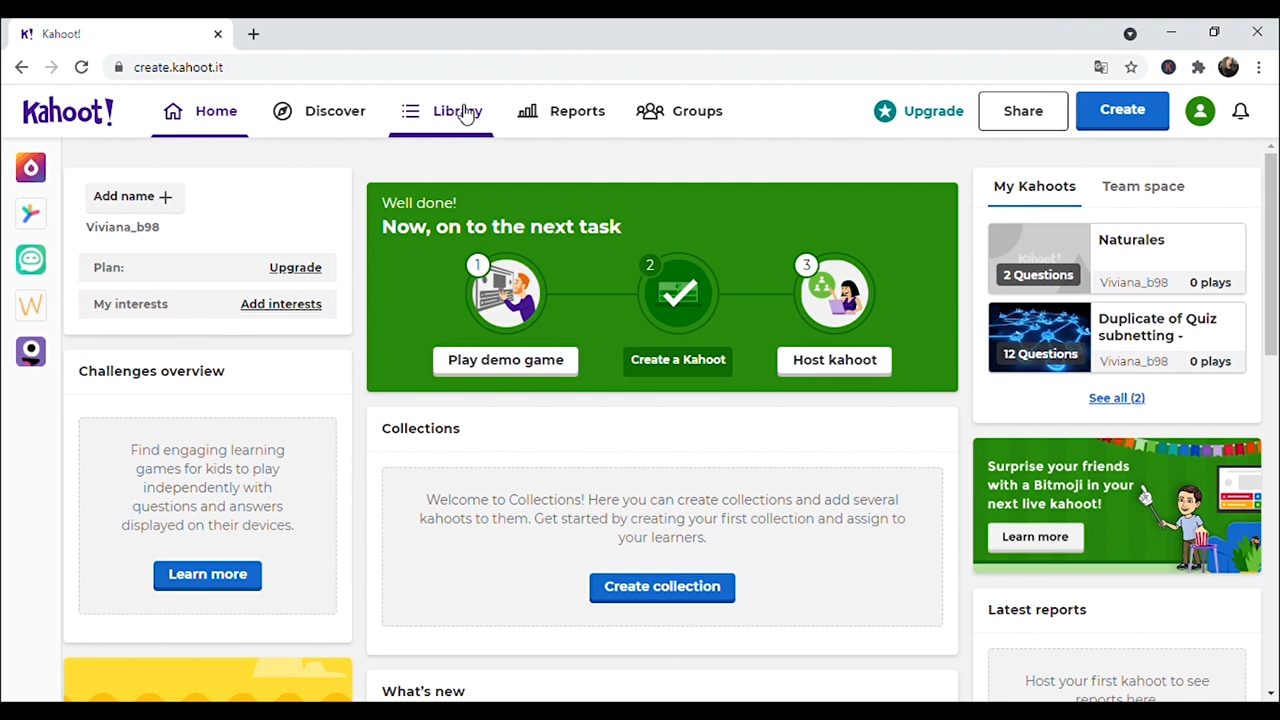 K! Kahoot!
create.kahoot.it
Kahoot!
Home
Discover
Library
Reports
Groups
Upgrade
Share
Create
Add name
Viviana_b98
Plan: Upgrade
My interests Add interests
Challenges overview
Find engaging learning
games for kids to play
independently with
questions and answers
displayed on their devices.
Learn more
Well done!
Now, on to the next task
1
2
3
Play demo game
Create a Kahoot
Host kahoot
Collections
Welcome to Collections! Here you can create collections and add several
kahoots to them. Get started by creating your first collection and assign to
your learners.
Create collection
What's new
My Kahoots
Team space
Kahoot!
2 Questions
Naturales
Viviana_b98 0 plays
12 Questions
Duplicate of Quiz
subnetting -
Viviana_b98 0 plays
See all (2)
Surprise your friends
with a Bitmoji in your
next live kahoot!
Learn more
Latest reports
Host your first kahoot to see
reports here